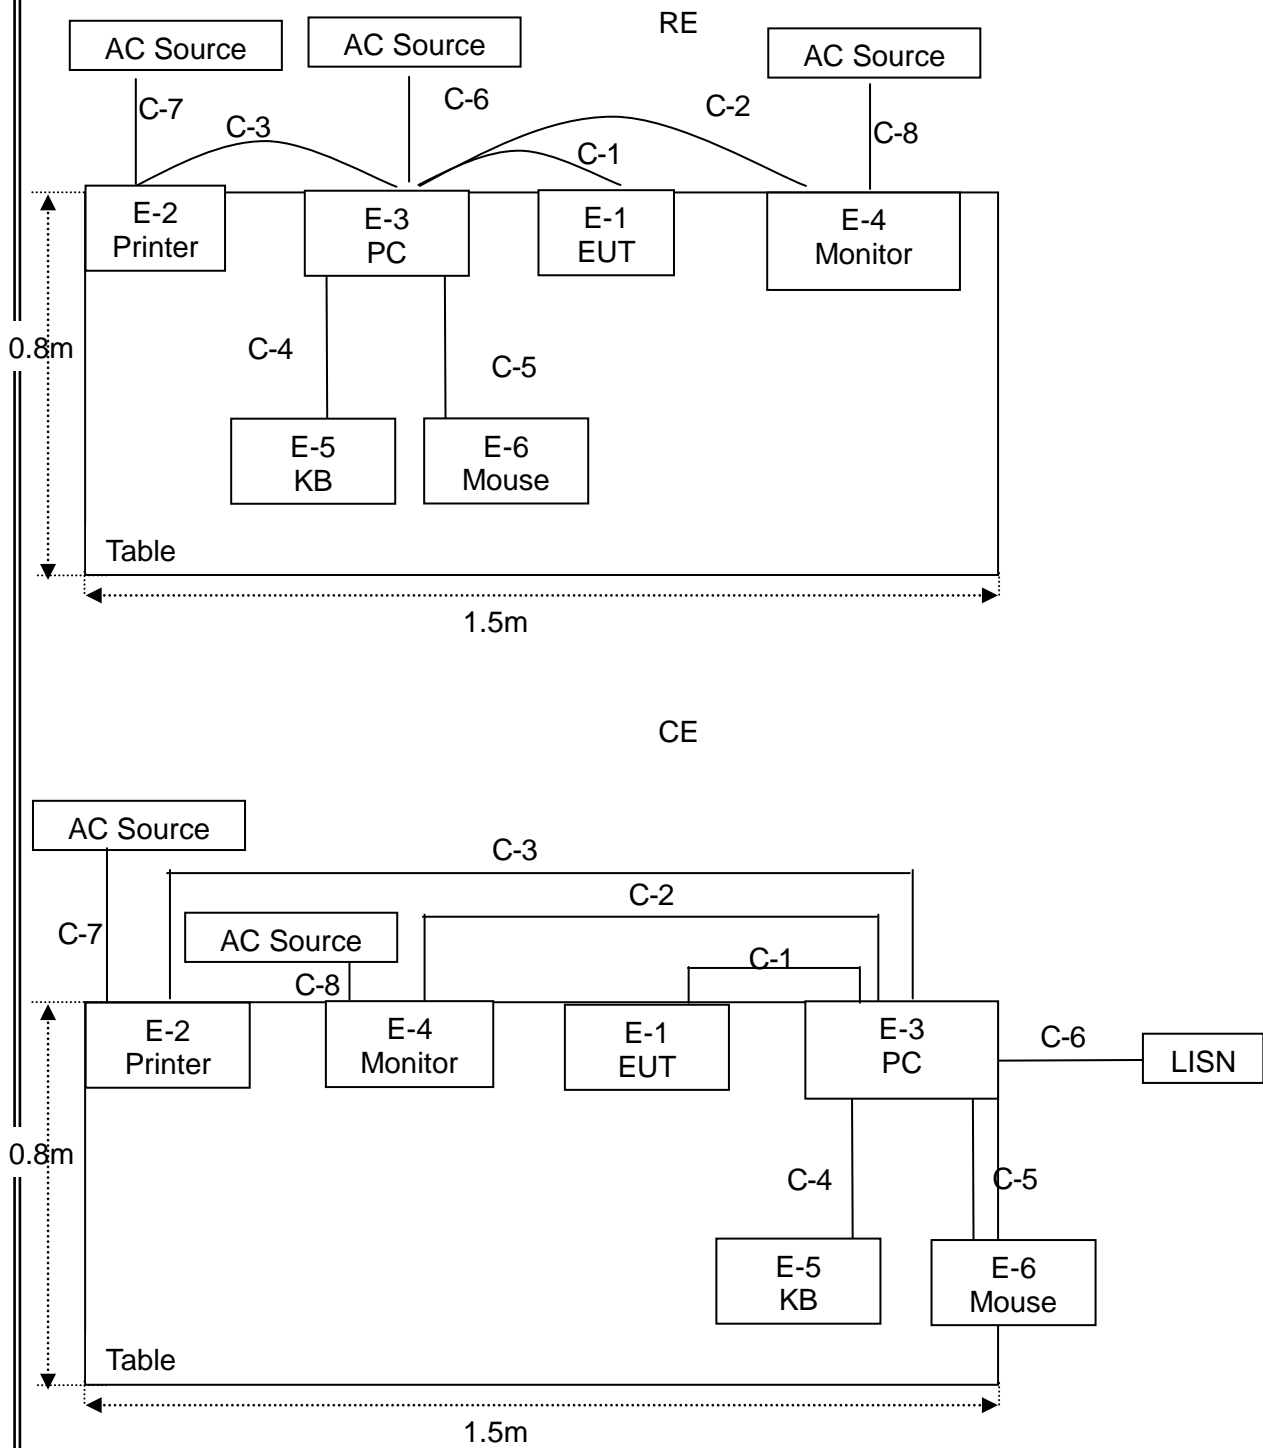 RE
AC Source
AC Source
AC Source
C-7
C-3
C-6
C-1
C-2
C-8
E-2
Printer
E-3
PC
E-1
EUT
E-4
Monitor
0.8m
C-4
C-5
E-5
KB
E-6
Mouse
Table
1.5m
CE
AC Source
C-3
C-2
C-7
AC Source
C-1
C-8
E-2
Printer
E-4
Monitor
E-1
EUT
E-3
PC
C-6
LISN
0.8m
C-4
C-5
E-5
KB
E-6
Mouse
Table
1.5m